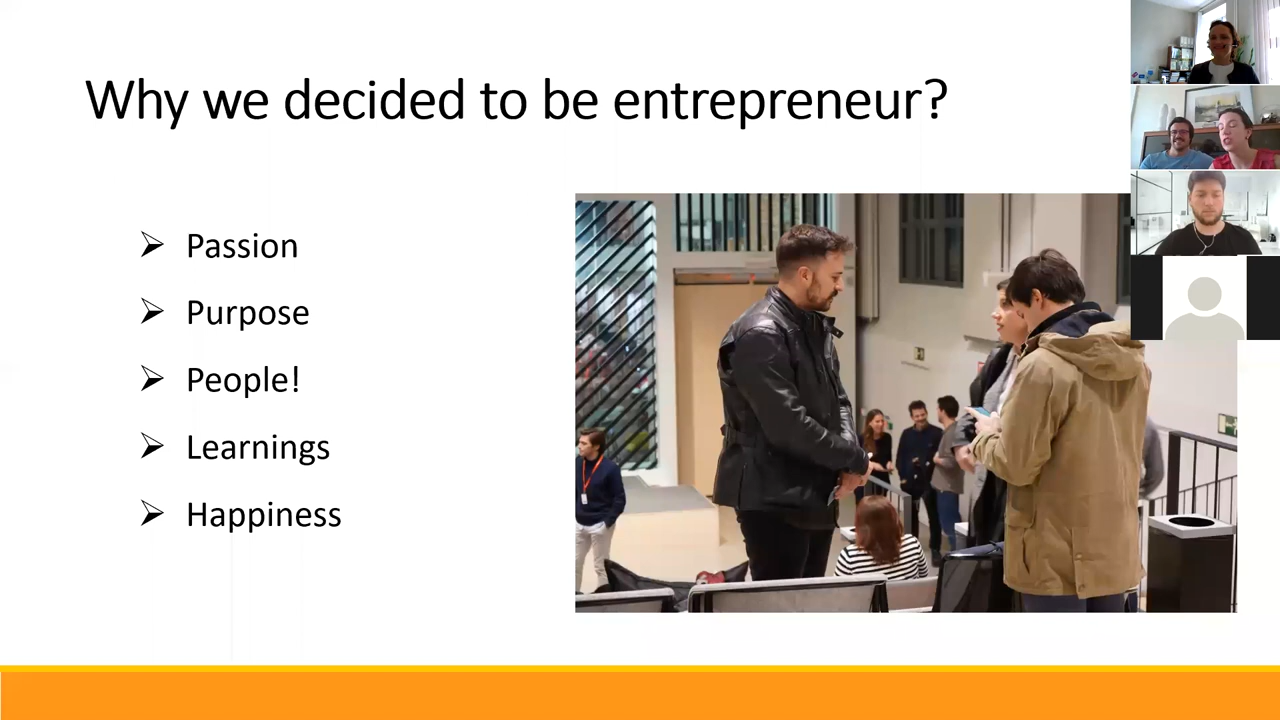 Why we decided to be entrepreneur?
Passion
Purpose
People!
Learnings
Happiness